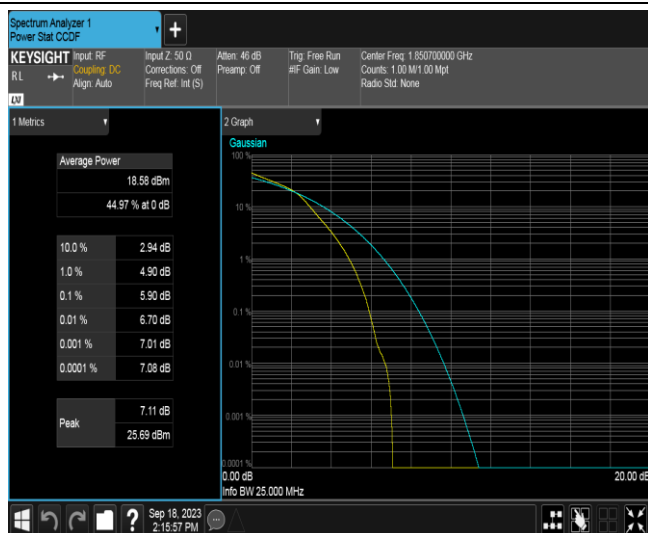 Spectrum Analyzer 1
Power Stat CCDF
KEYSIGHT
RL
LXI
Input: RF
Coupling: DC
Align: Auto
Input Z: 50 Ω
Corrections: Off
Freq Ref: Int (S)
Atten: 46 dB
Preamp: Off
Trig: Free Run
#IF Gain: Low
Center Freq: 1.850700000 GHz
Counts: 1.00 M/1.00 Mpt
Radio Std: None
1 Metrics
Average Power
18.58 dBm
44.97 % at 0 dB
10.0 % 2.94 dB
1.0 % 4.90 dB
0.1 % 5.90 dB
0.01 % 6.70 dB
0.001 % 7.01 dB
0.0001 % 7.08 dB
Peak
7.11 dB
25.69 dBm
2 Graph
Gaussian
100 %
10 %
1 %
0.1 %
0.01 %
0.001 %
0.0001 %
0.00 dB 20.00 dB
Info BW 25.000 MHz
?
Sep 18, 2023
2:15:57 PM